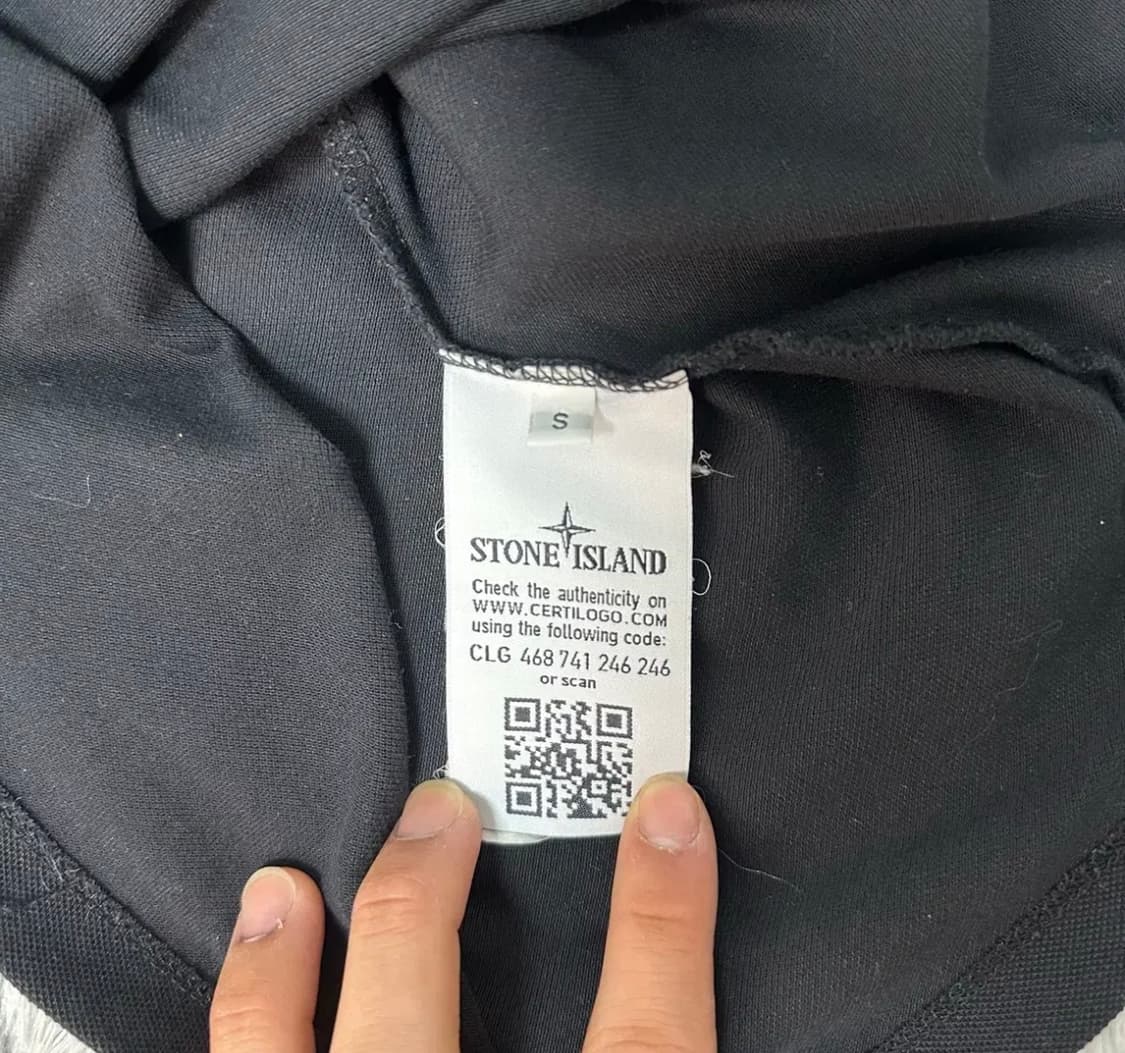 S
STONE ISLAND
Check the authenticity on
WWW.CERTILOGO.COM
using the following code:
CLG 468 741 246 246
or scan